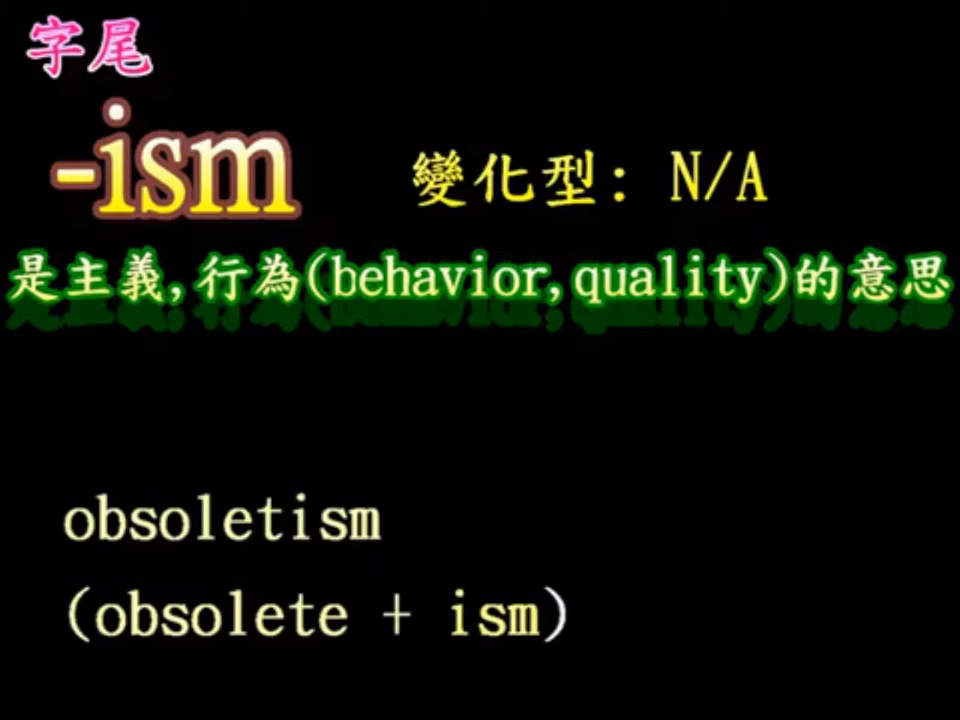 字尾
-ism
變化型: N/A
是主義,行為(behavior,quality)的意思
obsoletism
(obsolete + ism)